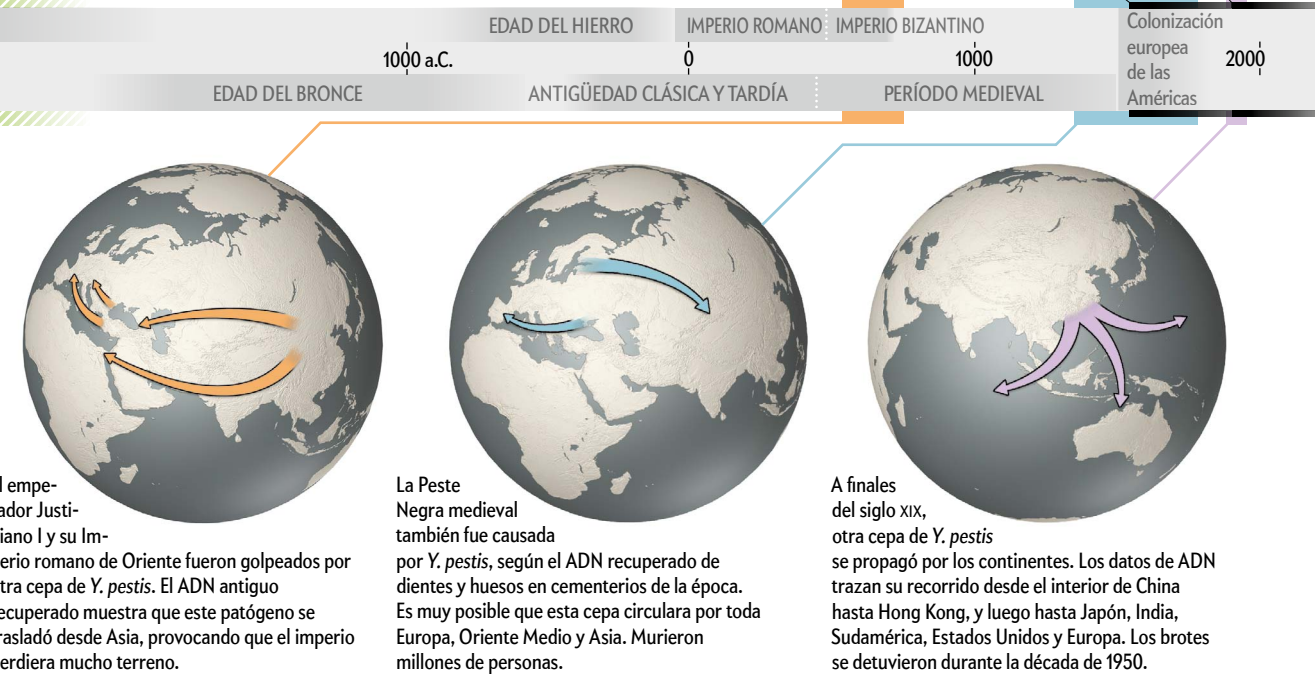 EDAD DEL HIERRO
IMPERIO ROMANO
IMPERIO BIZANTINO
Colonización
europea
de las
Américas
1000 a.C.
0
1000
2000
EDAD DEL BRONCE
ANTIGÜEDAD CLÁSICA Y TARDÍA
PERÍODO MEDIEVAL
l empe-
ador Justi-
iano I y su Im-
erio romano de Oriente fueron golpeados por
tra cepa de Y. pestis. El ADN antiguo
ecuperado muestra que este patógeno se
rasladó desde Asia, provocando que el imperio
erdiera mucho terreno.
La Peste
Negra medieval
también fue causada
por Y. pestis, según el ADN recuperado de
dientes y huesos en cementerios de la época.
Es muy posible que esta cepa circulara por toda
Europa, Oriente Medio y Asia. Murieron
millones de personas.
A finales
del siglo XIX,
otra cepa de Y. pestis
se propagó por los continentes. Los datos de ADN
trazan su recorrido desde el interior de China
hasta Hong Kong, y luego hasta Japón, India,
Sudamérica, Estados Unidos y Europa. Los brotes
se detuvieron durante la década de 1950.